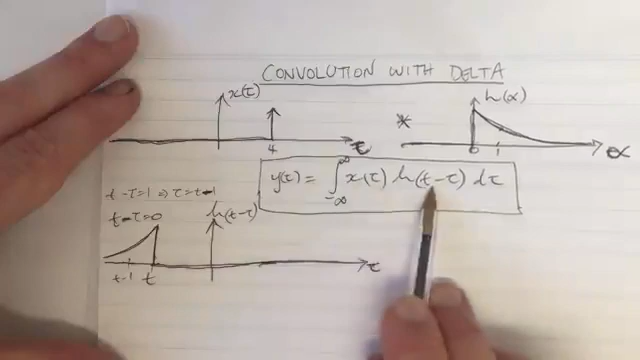 CONVOLUTION WITH DELTA
x(τ)
4
τ
*
h(α)
0 1
α
y(t) = ∫_{-∞}^{∞} x(τ) h(t-τ) dτ
t-τ=1 ⇒ τ=t-1
t-τ=0
h(t-τ)
t-1 t
τ